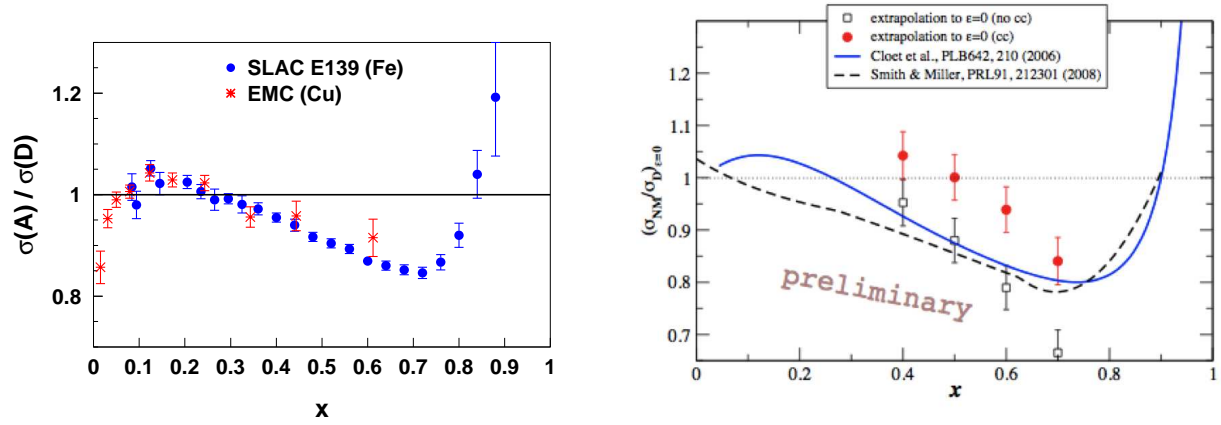 σ(A) / σ(D)
1.2
1
0.8
SLAC E139 (Fe)
EMC (Cu)
0 0.1 0.2 0.3 0.4 0.5 0.6 0.7 0.8 0.9 1
x
(σNM/σD)ε=0
1.2
1.1
1
0.9
0.8
0.7
extrapolation to ε=0 (no cc)
extrapolation to ε=0 (cc)
Cloet et al., PLB642, 210 (2006)
Smith & Miller, PRL91, 212301 (2008)
preliminary
0 0.2 0.4 0.6 0.8 1
x